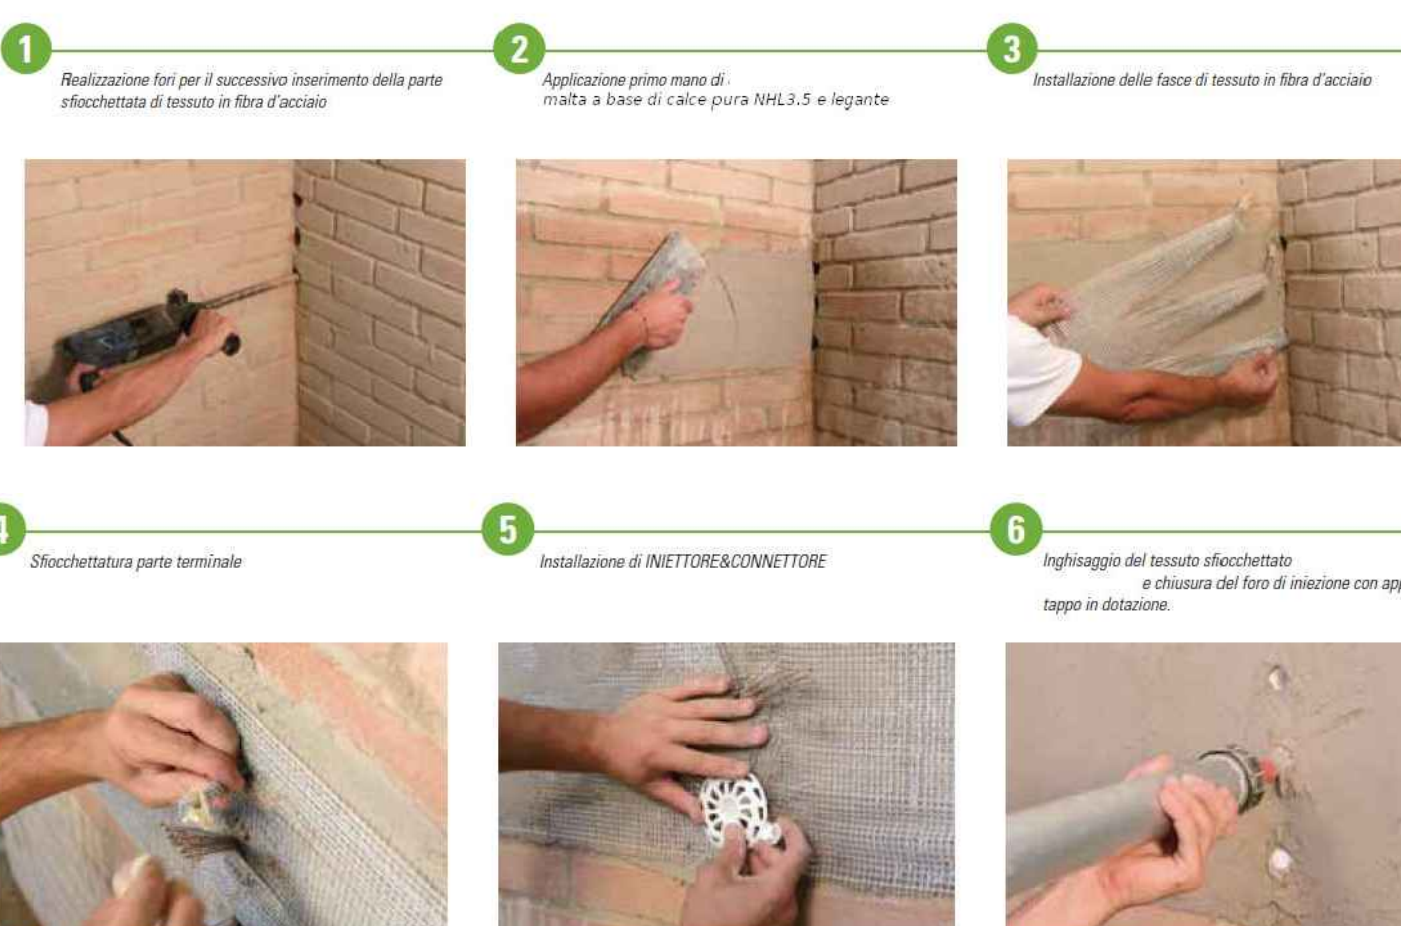 1
Realizzazione fori per il successivo inserimento della parte
sfiocchettata di tessuto in fibra d'acciaio
2
Applicazione primo mano di
malta a base di calce pura NHL3.5 e legante
3
Installazione delle fasce di tessuto in fibra d'acciaio
4
Sfiocchettatura parte terminale
5
Installazione di INIETTORE&CONNETTORE
6
Inghisaggio del tessuto sfiocchettato
e chiusura del foro di iniezione con app
tappo in dotazione.